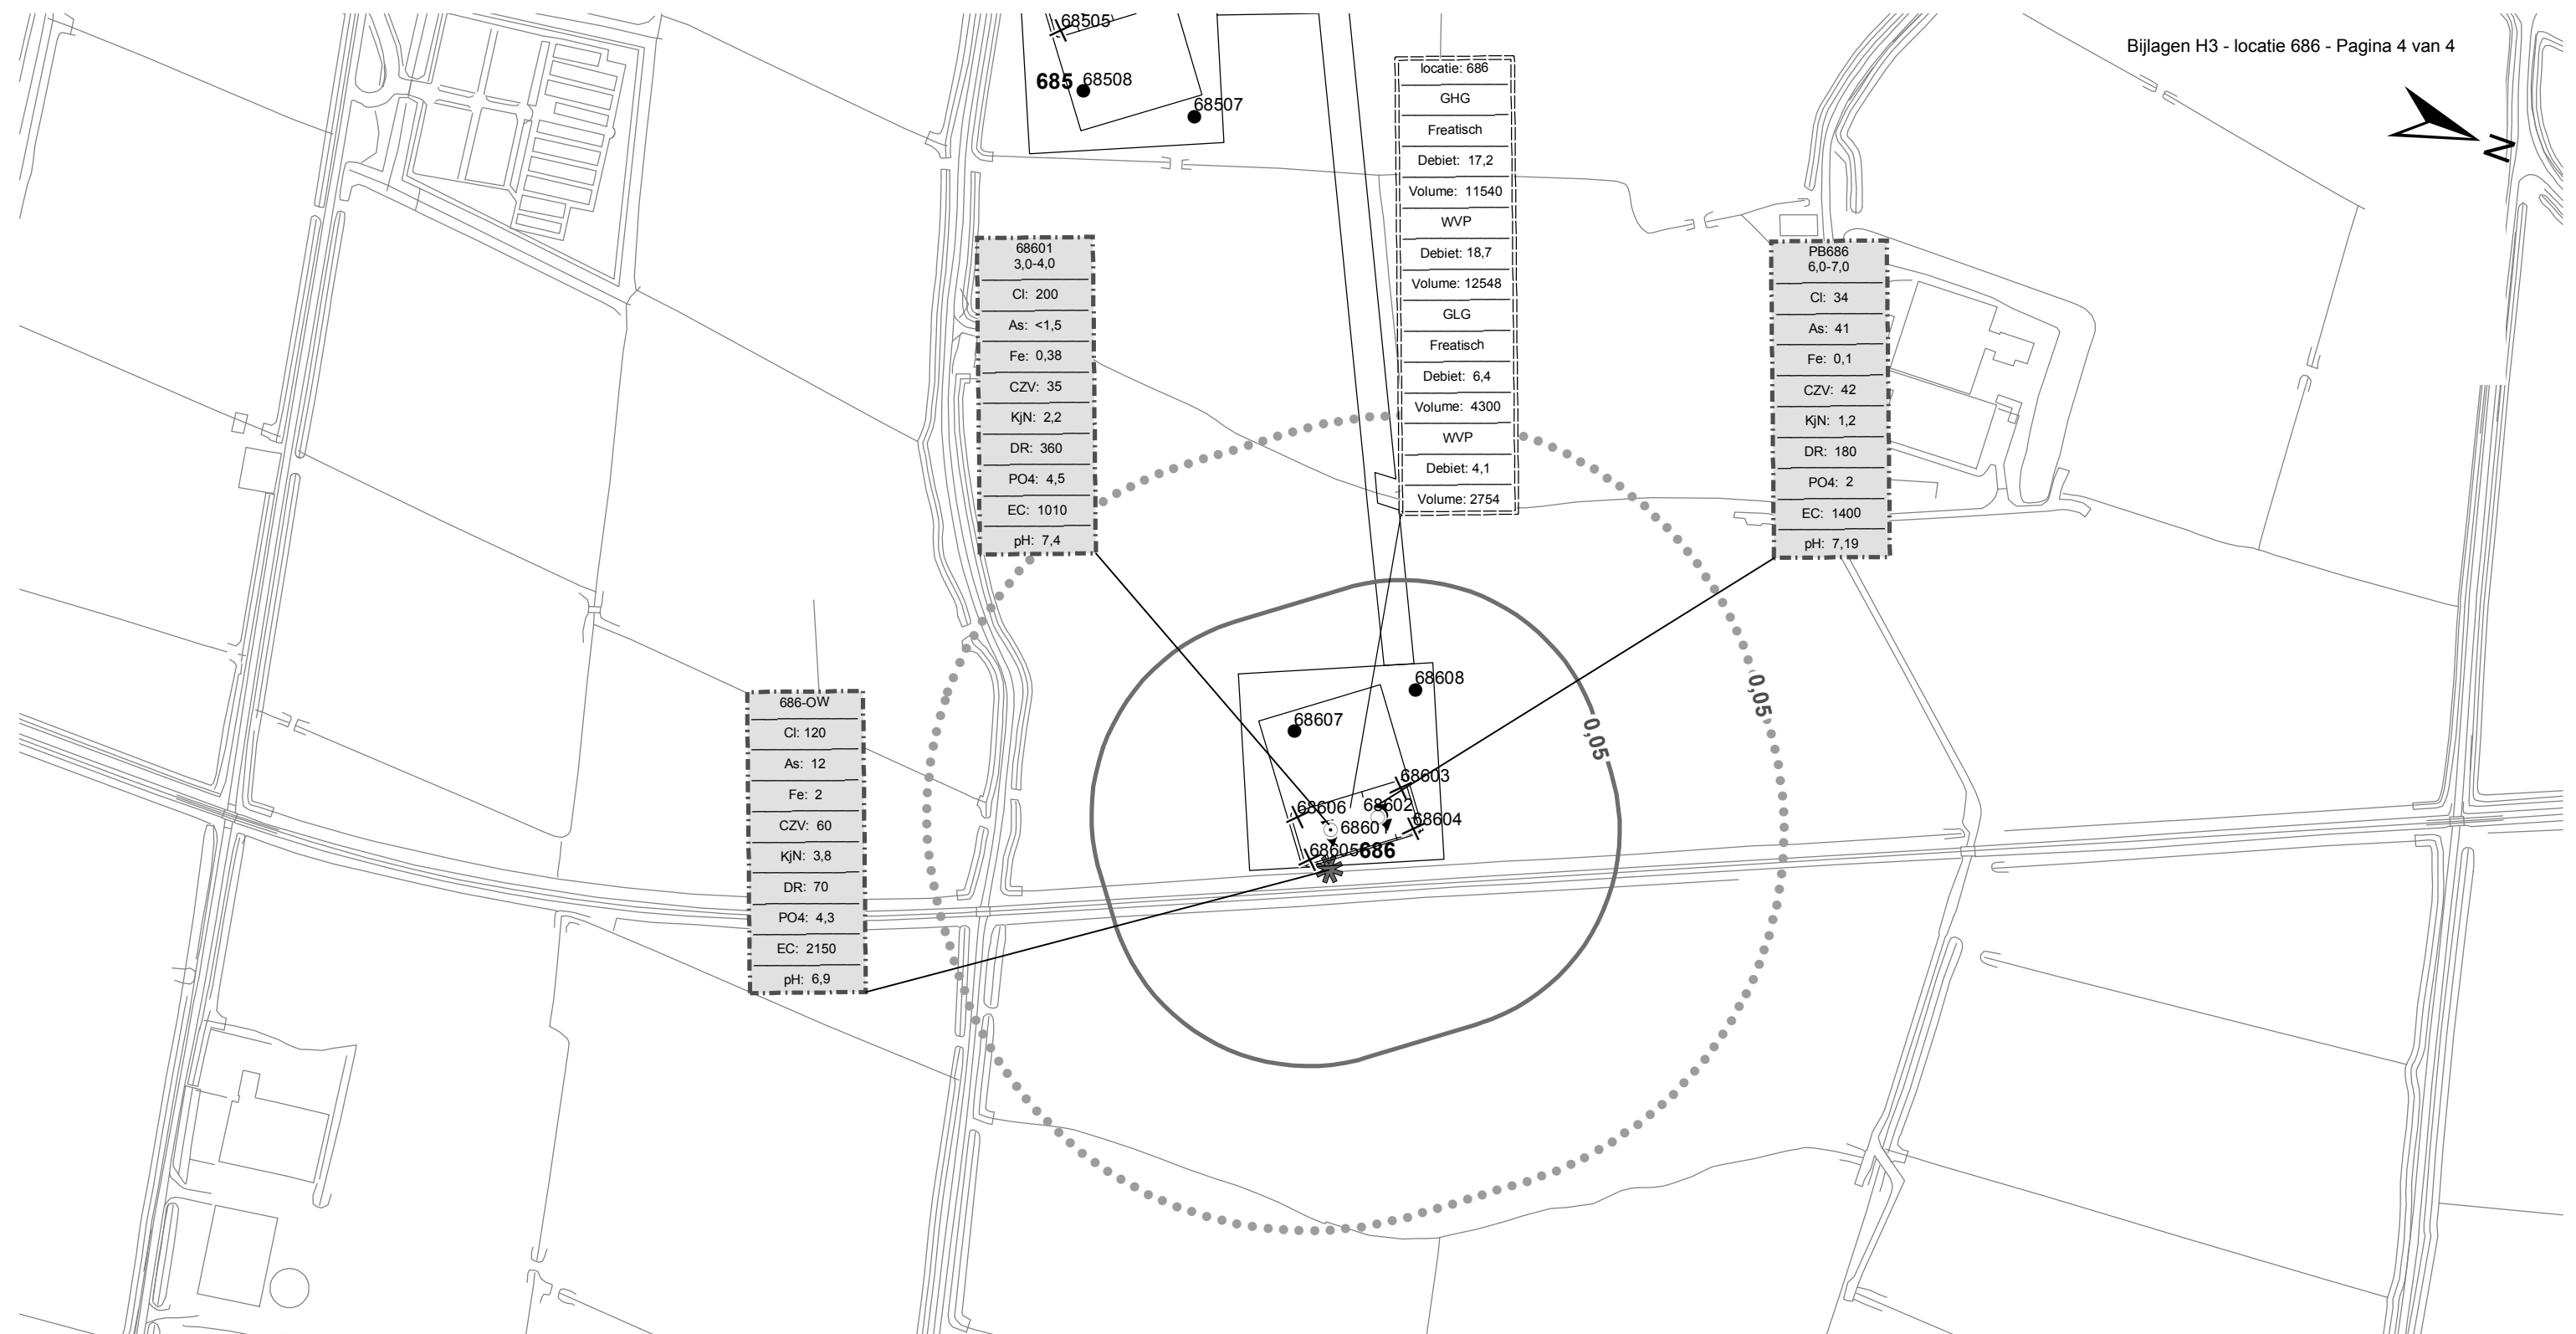 Bijlagen H3 - locatie 686 - Pagina 4 van 4
N
68505
685
68508
68507
locatie: 686
GHG
Freatisch
Debiet: 17,2
Volume: 11540
WVP
Debiet: 18,7
Volume: 12548
GLG
Freatisch
Debiet: 6,4
Volume: 4300
WVP
Debiet: 4,1
Volume: 2754
68601
3,0-4,0
Cl: 200
As: <1,5
Fe: 0,38
CZV: 35
KjN: 2,2
DR: 360
PO4: 4,5
EC: 1010
pH: 7,4
PB686
6,0-7,0
Cl: 34
As: 41
Fe: 0,1
CZV: 42
KjN: 1,2
DR: 180
PO4: 2
EC: 1400
pH: 7,19
686-OW
Cl: 120
As: 12
Fe: 2
CZV: 60
KjN: 3,8
DR: 70
PO4: 4,3
EC: 2150
pH: 6,9
68608
68607
0,05
0,05
68603
68606
68602
68604
68601
68605
686